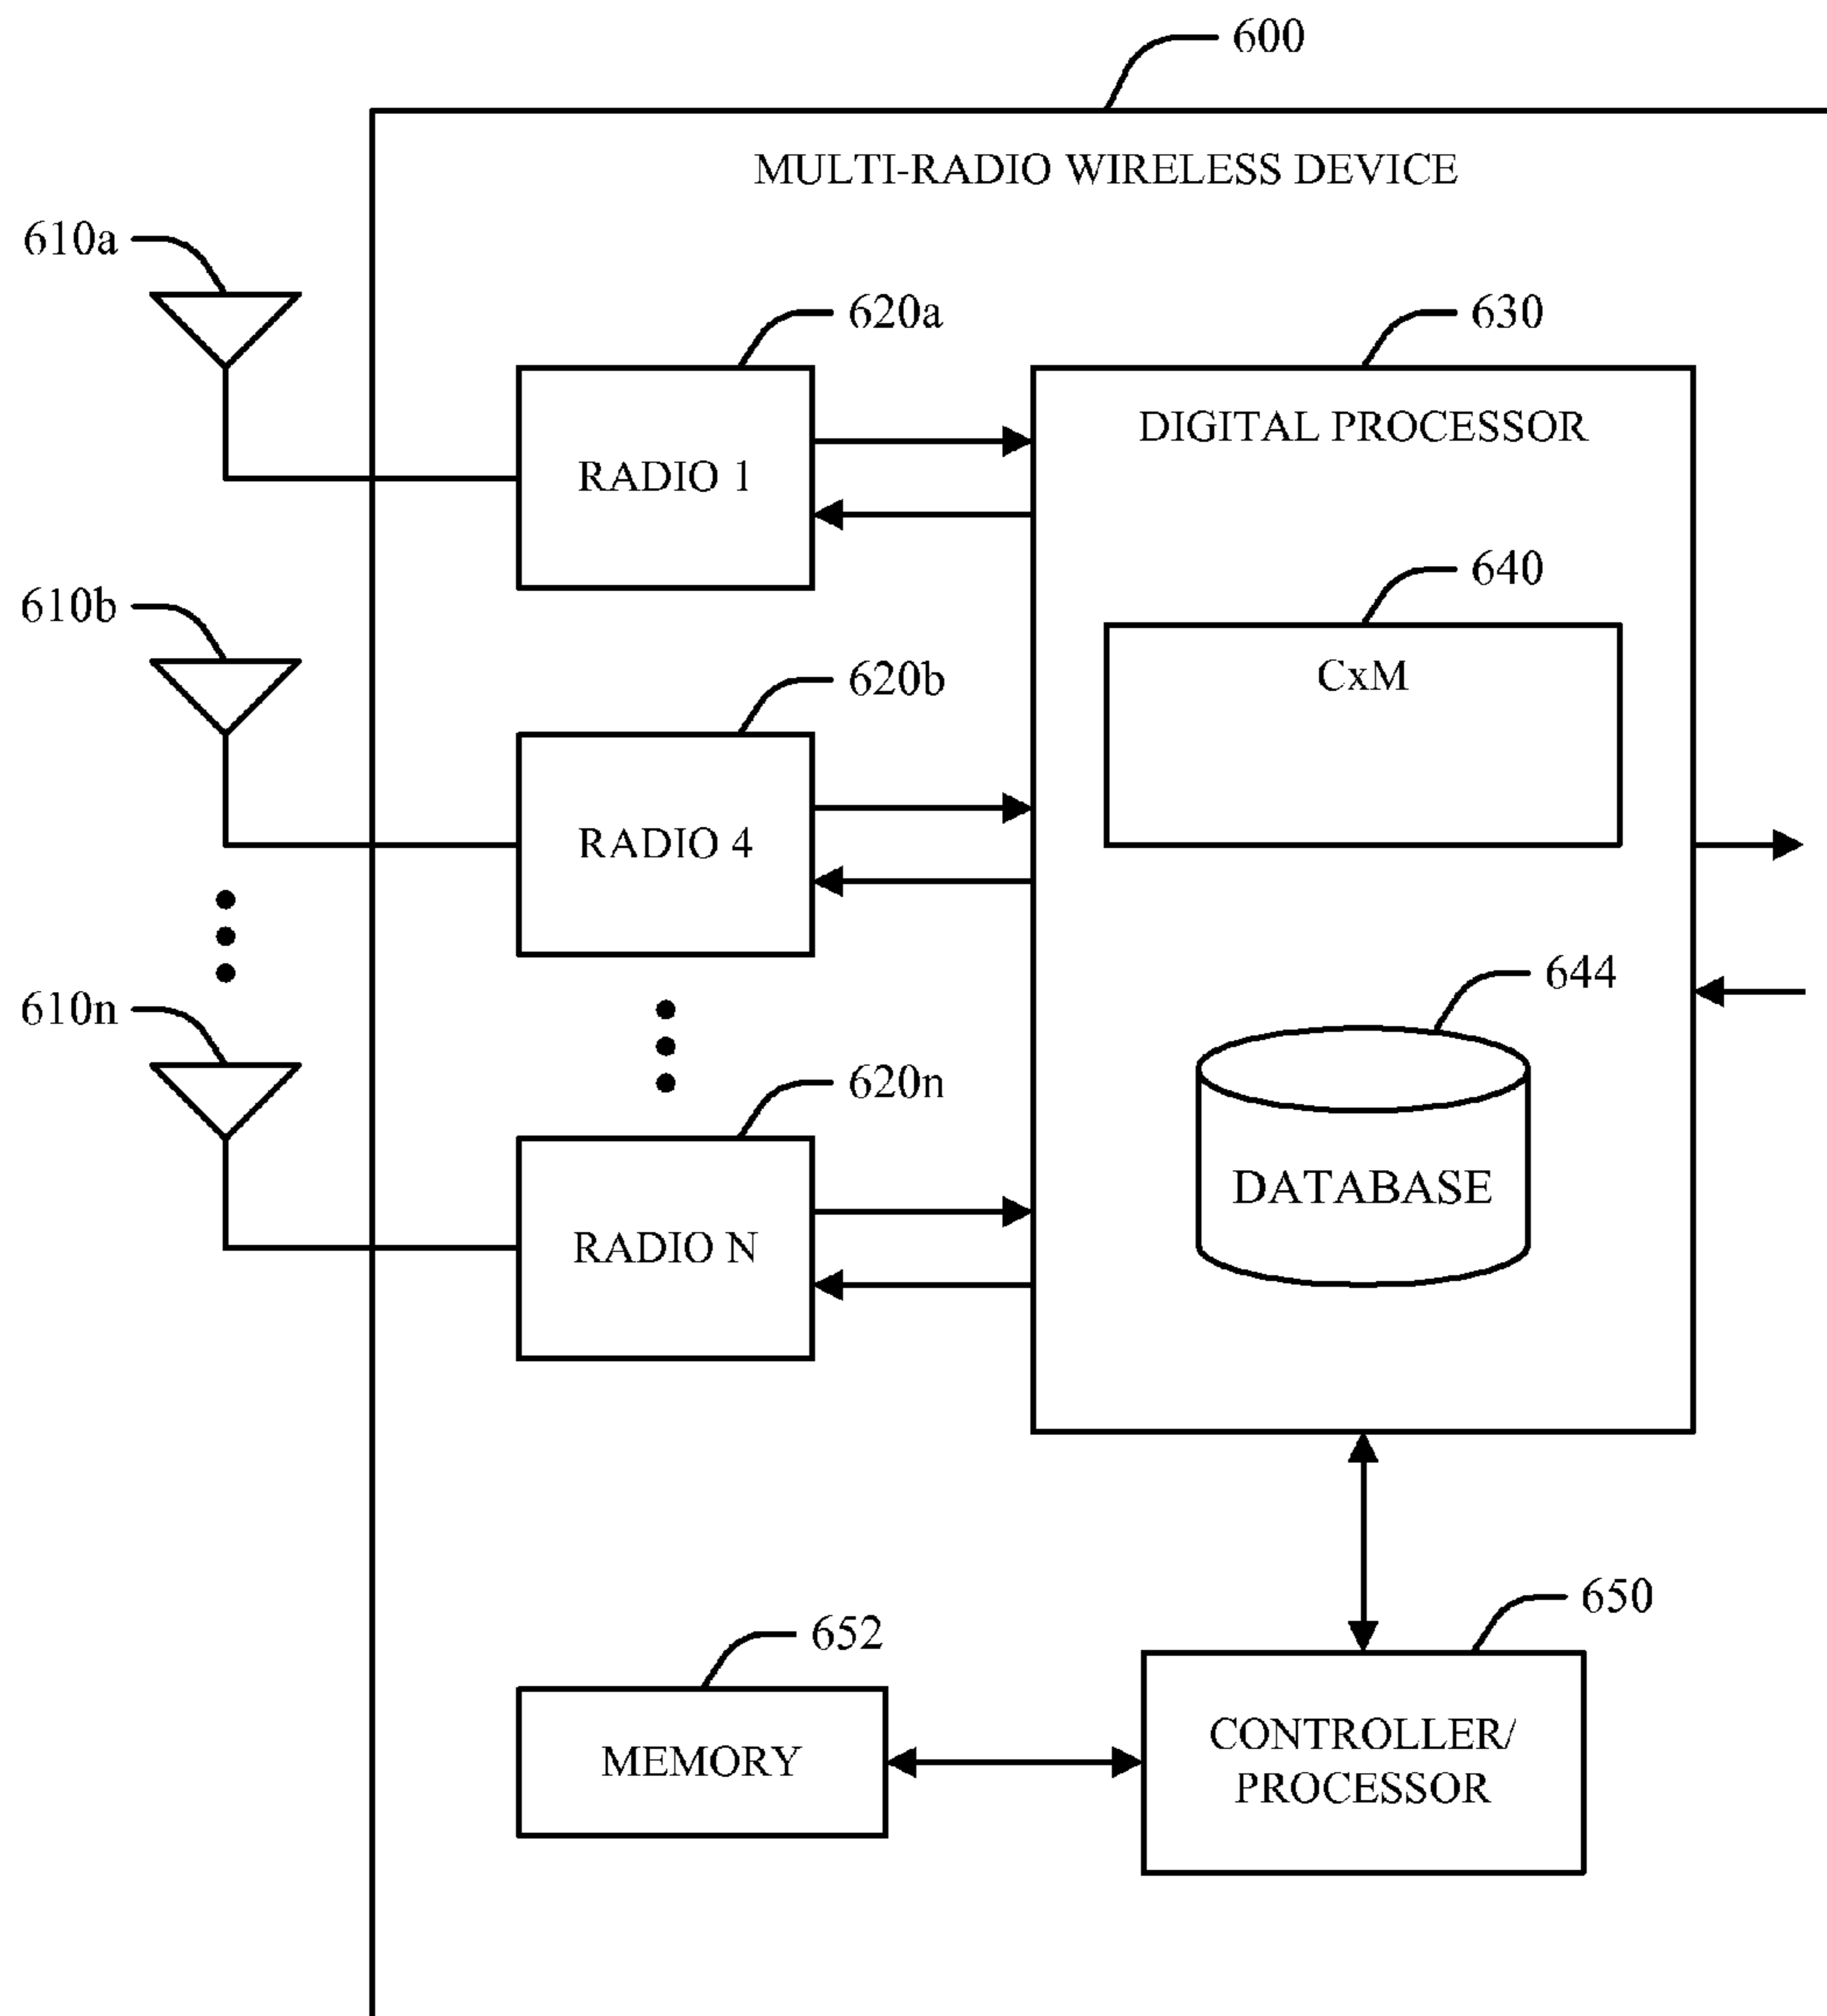 600
MULTI-RADIO WIRELESS DEVICE
610a
620a
630
DIGITAL PROCESSOR
RADIO 1
640
610b
CxM
620b
RADIO 4
644
610n
620n
DATABASE
RADIO N
650
652
CONTROLLER/
MEMORY
PROCESSOR